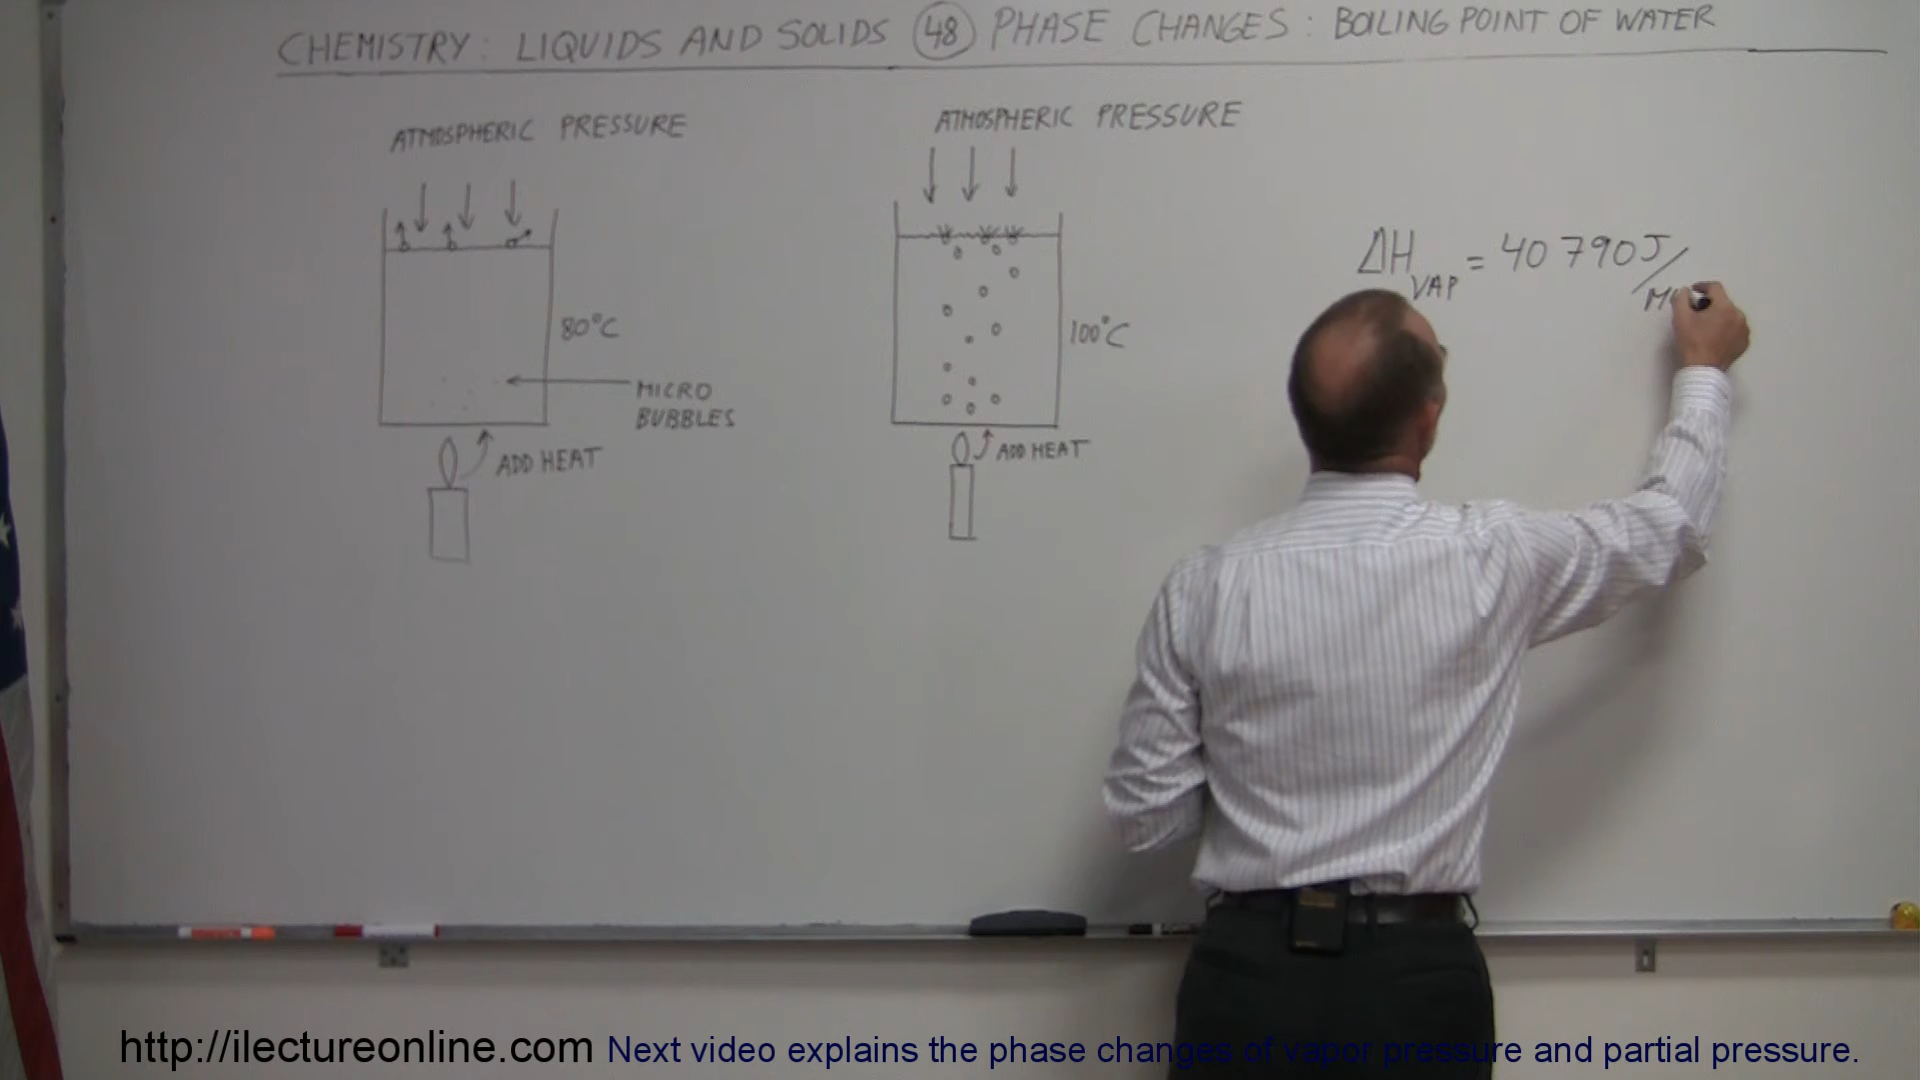 CHEMISTRY: LIQUIDS AND SOLIDS 48 PHASE CHANGES: BOILING POINT OF WATER
ATMOSPHERIC PRESSURE
80°C
MICRO
BUBBLES
ADD HEAT
ATMOSPHERIC PRESSURE
100°C
ADD HEAT
ΔH VAP = 40 790 J/
http://ilectureonline.com Next video explains the phase changes of vapor pressure and partial pressure.